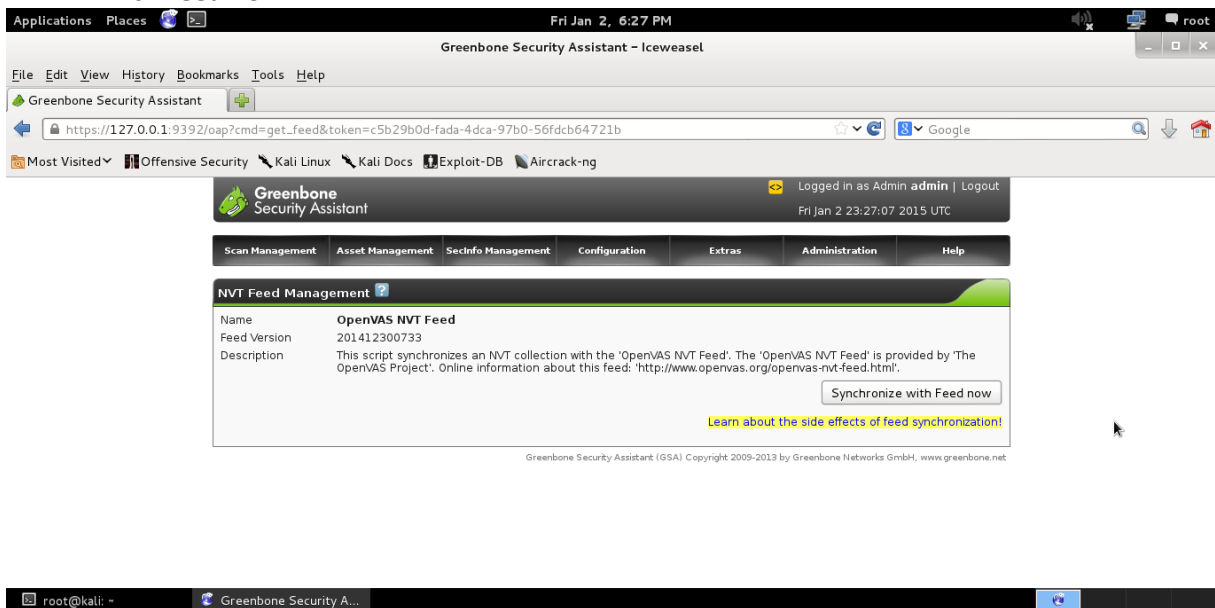 Applications Places Fri Jan 2, 6:27 PM root
Greenbone Security Assistant - Iceweasel
File Edit View History Bookmarks Tools Help
Greenbone Security Assistant
https://127.0.0.1:9392/oap?cmd=get_feed&token=c5b29b0d-fada-4dca-97b0-56fdcb64721b Google
Most Visited Offensive Security Kali Linux Kali Docs Exploit-DB Aircrack-ng
Greenbone
Security Assistant
Logged in as Admin admin | Logout
Fri Jan 2 23:27:07 2015 UTC
Scan Management Asset Management SecInfo Management Configuration Extras Administration Help
NVT Feed Management
Name OpenVAS NVT Feed
Feed Version 201412300733
Description This script synchronizes an NVT collection with the 'OpenVAS NVT Feed'. The 'OpenVAS NVT Feed' is provided by 'The
OpenVAS Project'. Online information about this feed: 'http://www.openvas.org/openvas-nvt-feed.html'.
Synchronize with Feed now
Learn about the side effects of feed synchronization!
Greenbone Security Assistant (GSA) Copyright 2009-2013 by Greenbone Networks GmbH, www.greenbone.net
root@kali: ~ Greenbone Security A...